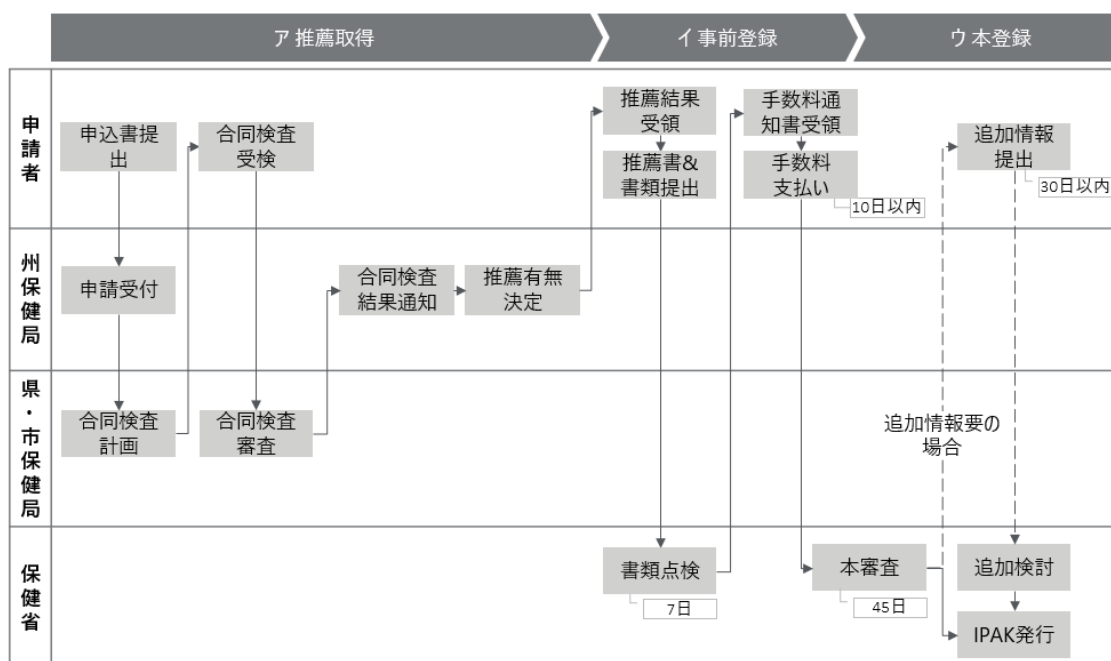 ア 推薦取得
イ 事前登録
ウ 本登録
申請者
申込書提
出
合同検査
受検
推薦結果
受領
推薦書&
書類提出
手数料通
知書受領
手数料
支払い
10日以内
追加情報
提出
30日以内
州保健局
申請受付
合同検査
結果通知
推薦有無
決定
県・市保健局
合同検査
計画
合同検査
審査
追加情報要の
場合
保健省
書類点検
7日
本審査
45日
追加検討
IPAK発行